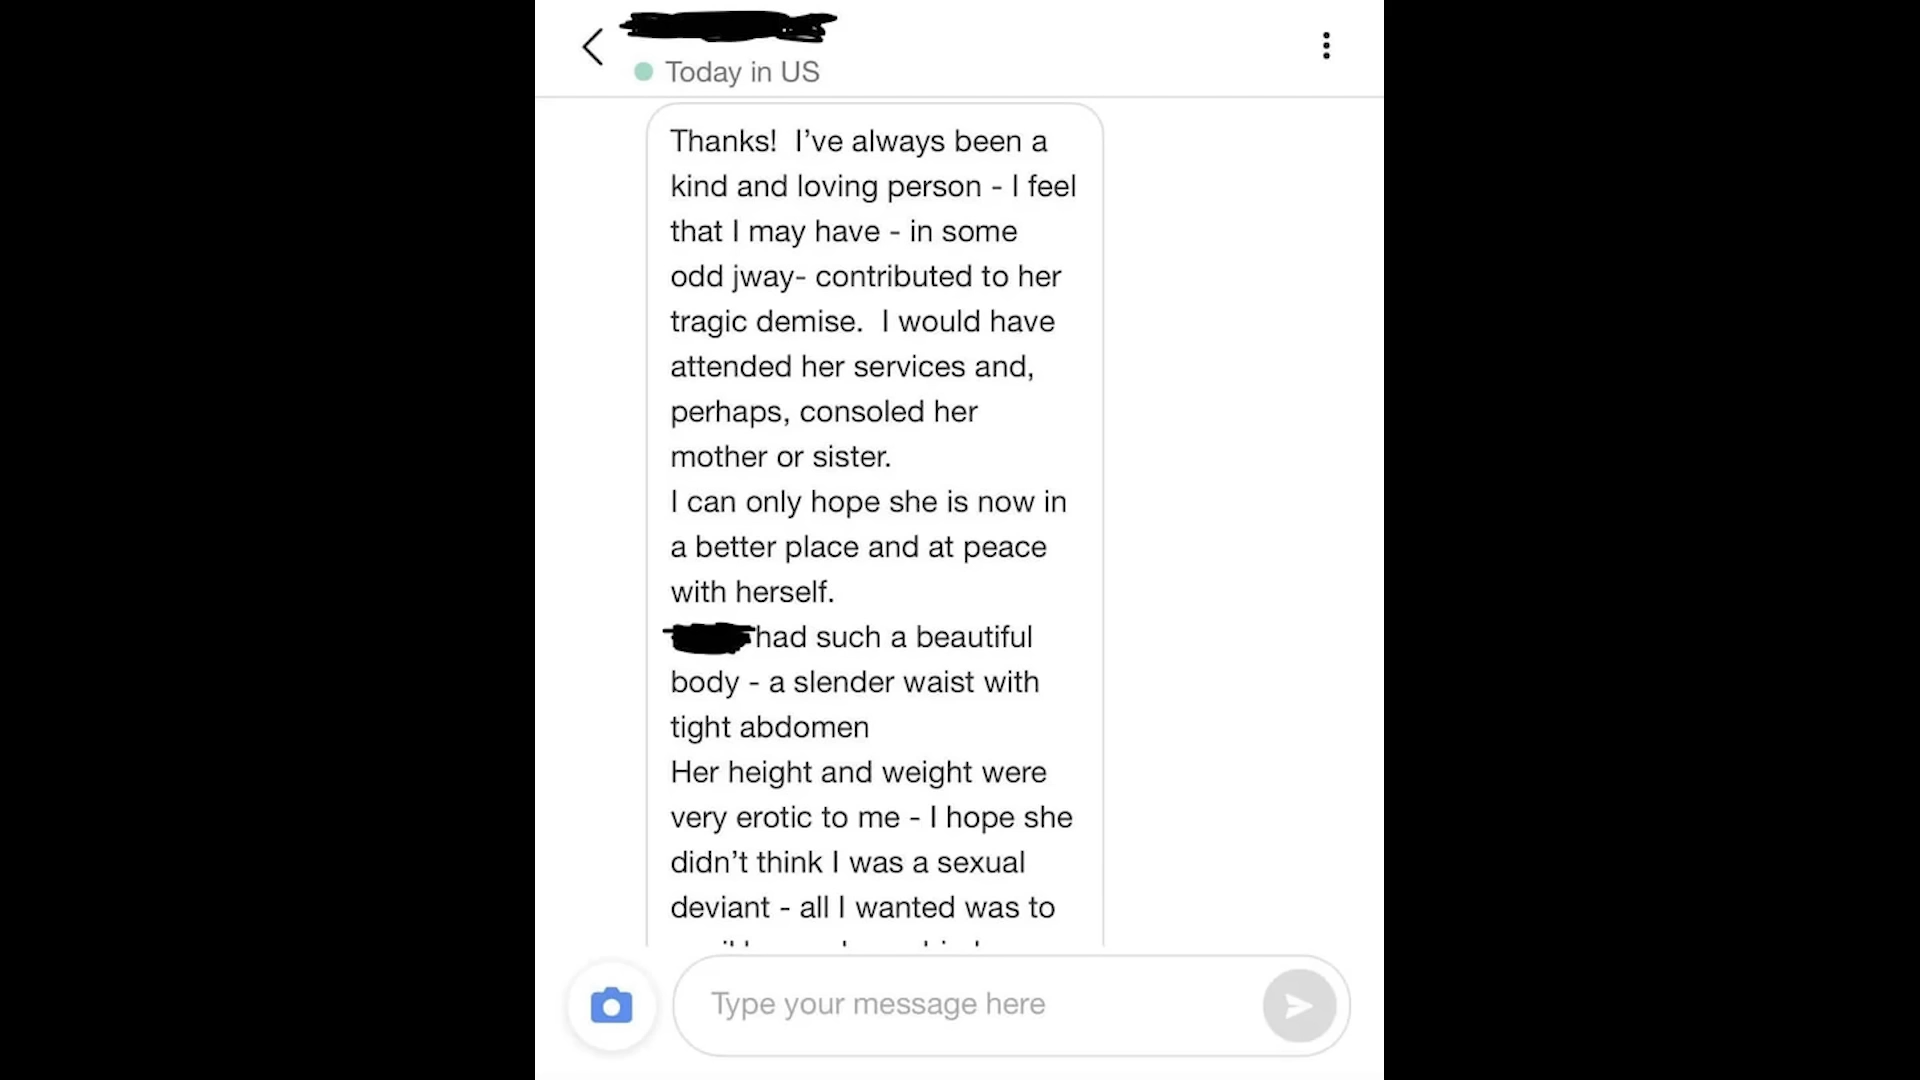 Today in US
Thanks!  I've always been a
kind and loving person - I feel
that I may have - in some
odd jway- contributed to her
tragic demise.  I would have
attended her services and,
perhaps, consoled her
mother or sister.
I can only hope she is now in
a better place and at peace
with herself.
had such a beautiful
body - a slender waist with
tight abdomen
Her height and weight were
very erotic to me - I hope she
didn't think I was a sexual
deviant - all I wanted was to
Type your message here